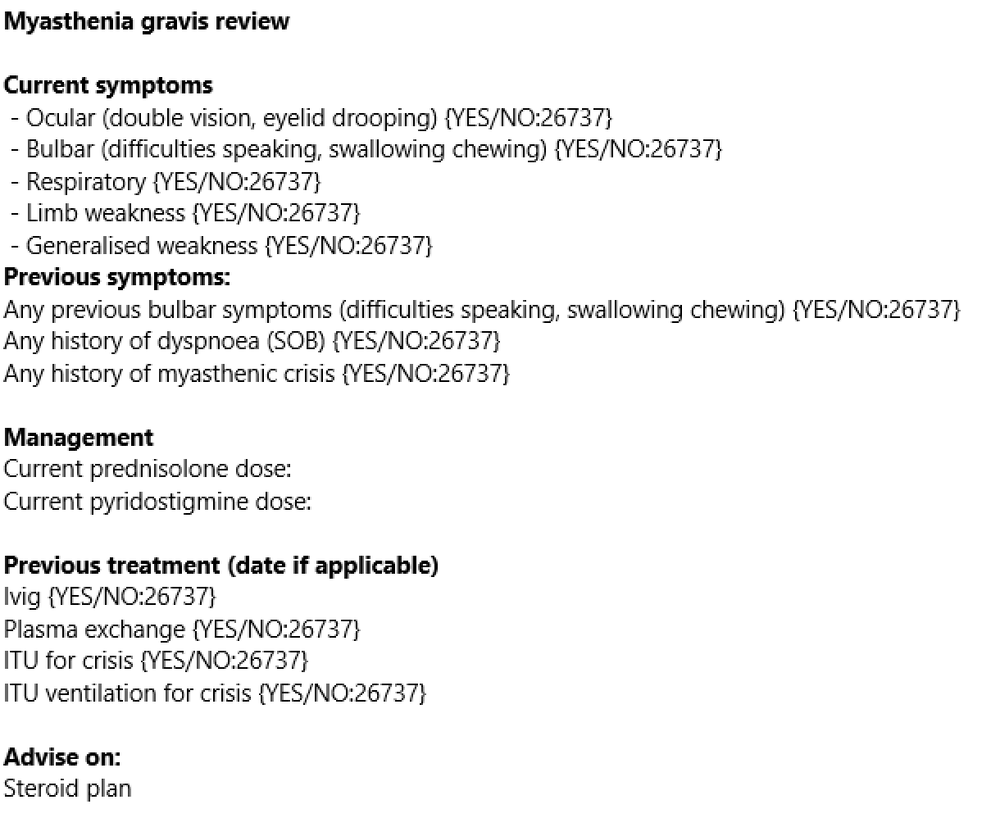 Myasthenia gravis review
Current symptoms
- Ocular (double vision, eyelid drooping) {YES/NO:26737}
- Bulbar (difficulties speaking, swallowing chewing) {YES/NO:26737}
- Respiratory {YES/NO:26737}
- Limb weakness {YES/NO:26737}
- Generalised weakness {YES/NO:26737}
Previous symptoms:
Any previous bulbar symptoms (difficulties speaking, swallowing chewing) {YES/NO:26737}
Any history of dyspnoea (SOB) {YES/NO:26737}
Any history of myasthenic crisis {YES/NO:26737}
Management
Current prednisolone dose:
Current pyridostigmine dose:
Previous treatment (date if applicable)
Ivig {YES/NO:26737}
Plasma exchange {YES/NO:26737}
ITU for crisis {YES/NO:26737}
ITU ventilation for crisis {YES/NO:26737}
Advise on:
Steroid plan